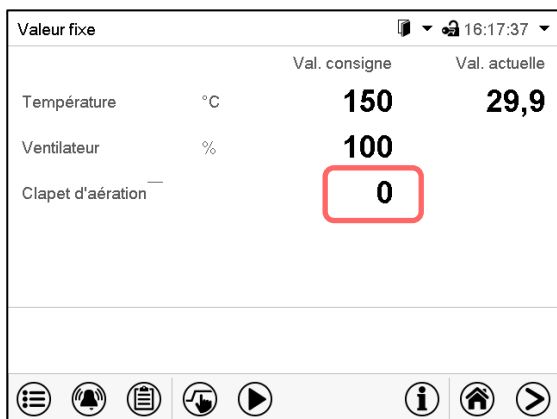 Valeur fixe 16:17:37
Val. consigne Val. actuelle
Température °C 150 29,9
Ventilateur % 100
Clapet d'aération 0